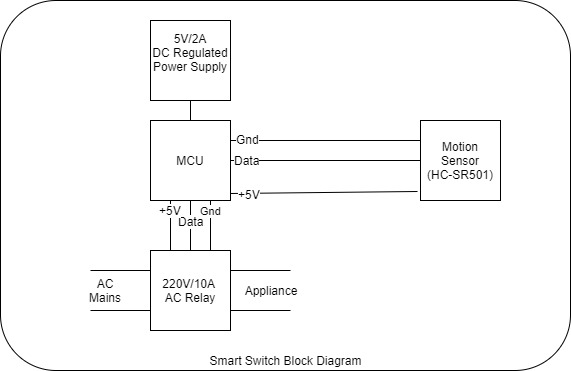 5V/2A
DC Regulated
Power Supply
MCU
Gnd
Data
+5V
Motion
Sensor
(HC-SR501)
+5V
Data
Gnd
AC
Mains
220V/10A
AC Relay
Appliance
Smart Switch Block Diagram